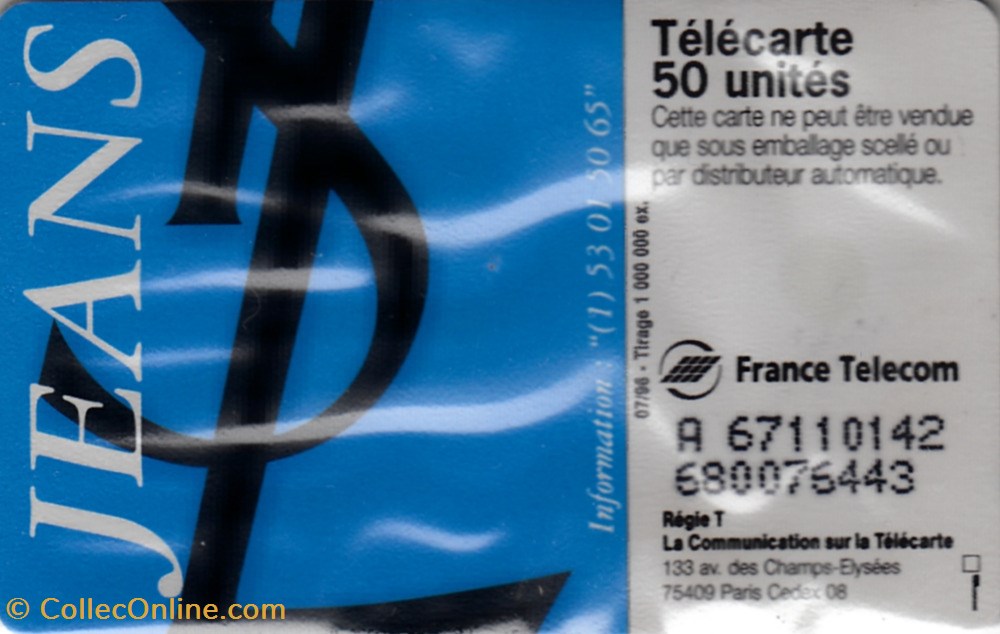 JEANS
Information : "(1) 53 01 50 65"
Télécarte
50 unités
Cette carte ne peut être vendue
que sous emballage scellé ou
par distributeur automatique.
07/96 - Tirage 1 000 000 ex.
France Telecom
A 67110142
680076443
Régie T
La Communication sur la Télécarte
133 av. des Champs-Elysées
75409 Paris Cedex 08
© CollecOnline.com